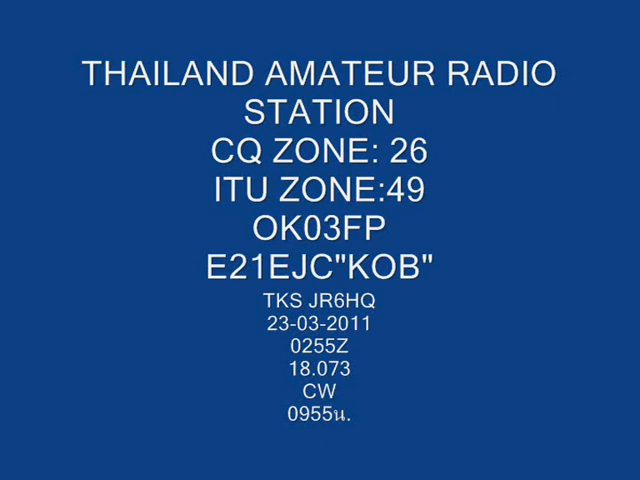 THAILAND AMATEUR RADIO
STATION
CQ ZONE: 26
ITU ZONE:49
OK03FP
E21EJC"KOB"
TKS JR6HQ
23-03-2011
0255Z
18.073
CW
0955น.